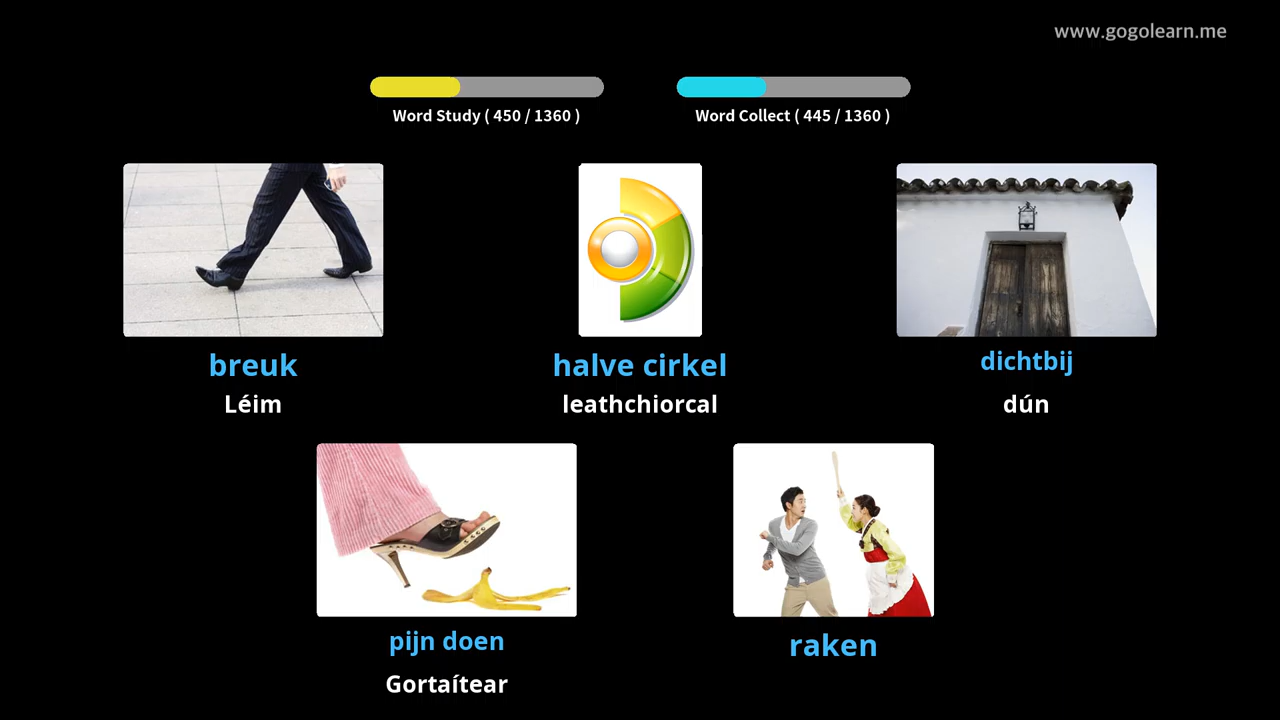 www.gogolearn.me
Word Study ( 450 / 1360 )
Word Collect ( 445 / 1360 )
breuk
Léim
halve cirkel
leathchiorcal
dichtbij
dún
pijn doen
Gortaítear
raken